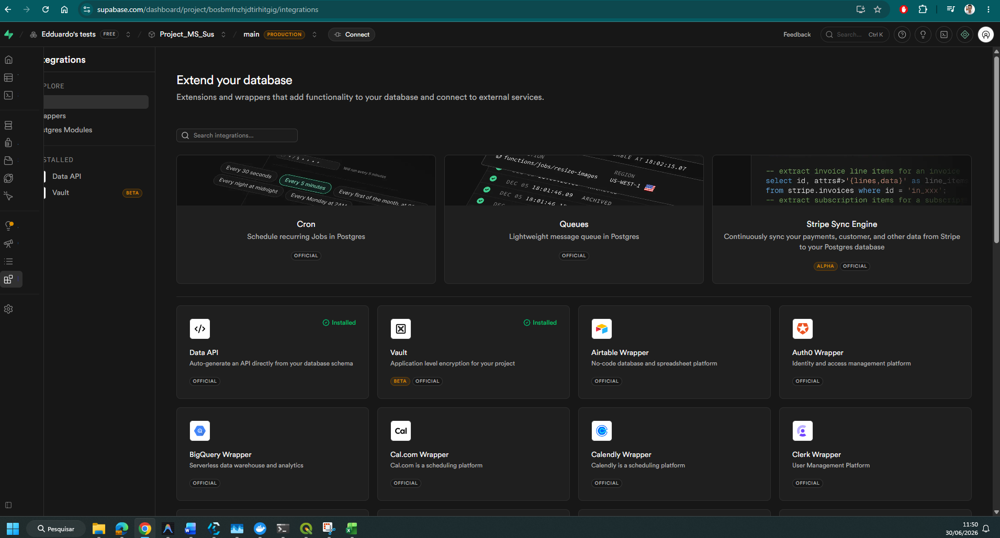 supabase.com/dashboard/project/bosbmfnzhjdtirhitgig/integrations
Edduardo's tests FREE
Project_MS_Sus
main PRODUCTION
Connect
Feedback
Search... Ctrl K
tegrations
PLORE
appers
stgres Modules
STALLED
Data API
Vault BETA
Extend your database
Extensions and wrappers that add functionality to your database and connect to external services.
Search integrations...
* / 5 * * *
Will run every 5 minutes
Every 30 seconds
Every 5 minutes
Every night at midnight
Every Monday at 2AM
Every first of the month, at
Cron
Schedule recurring Jobs in Postgres
OFFICIAL
AT 18:02:15.07
functions/jobs/resize-images
REGION
US-WEST-1
DEC 05 18:01:46.09 ARCHIVED
DEC 05 18:01:46
ARCHIVED
DEC
Queues
Lightweight message queue in Postgres
OFFICIAL
-- extract invoice line items for an invoice
select id, attrs#>'{lines,data}' as line_items
from stripe.invoices where id = 'in_xxx';
-- extract subscription items for a subscript
Stripe Sync Engine
Continuously sync your payments, customer, and other data from Stripe
to your Postgres database
ALPHA OFFICIAL
Installed
Data API
Auto-generate an API directly from your database schema
OFFICIAL
Installed
Vault
Application level encryption for your project
BETA OFFICIAL
Airtable Wrapper
No-code database and spreadsheet platform
OFFICIAL
Auth0 Wrapper
Identity and access management platform
OFFICIAL
BigQuery Wrapper
Serverless data warehouse and analytics
OFFICIAL
Cal
Cal.com Wrapper
Cal.com is a scheduling platform
OFFICIAL
Calendly Wrapper
Calendly is a scheduling platform
OFFICIAL
Clerk Wrapper
User Management Platform
OFFICIAL
Pesquisar
11:50
30/06/2026